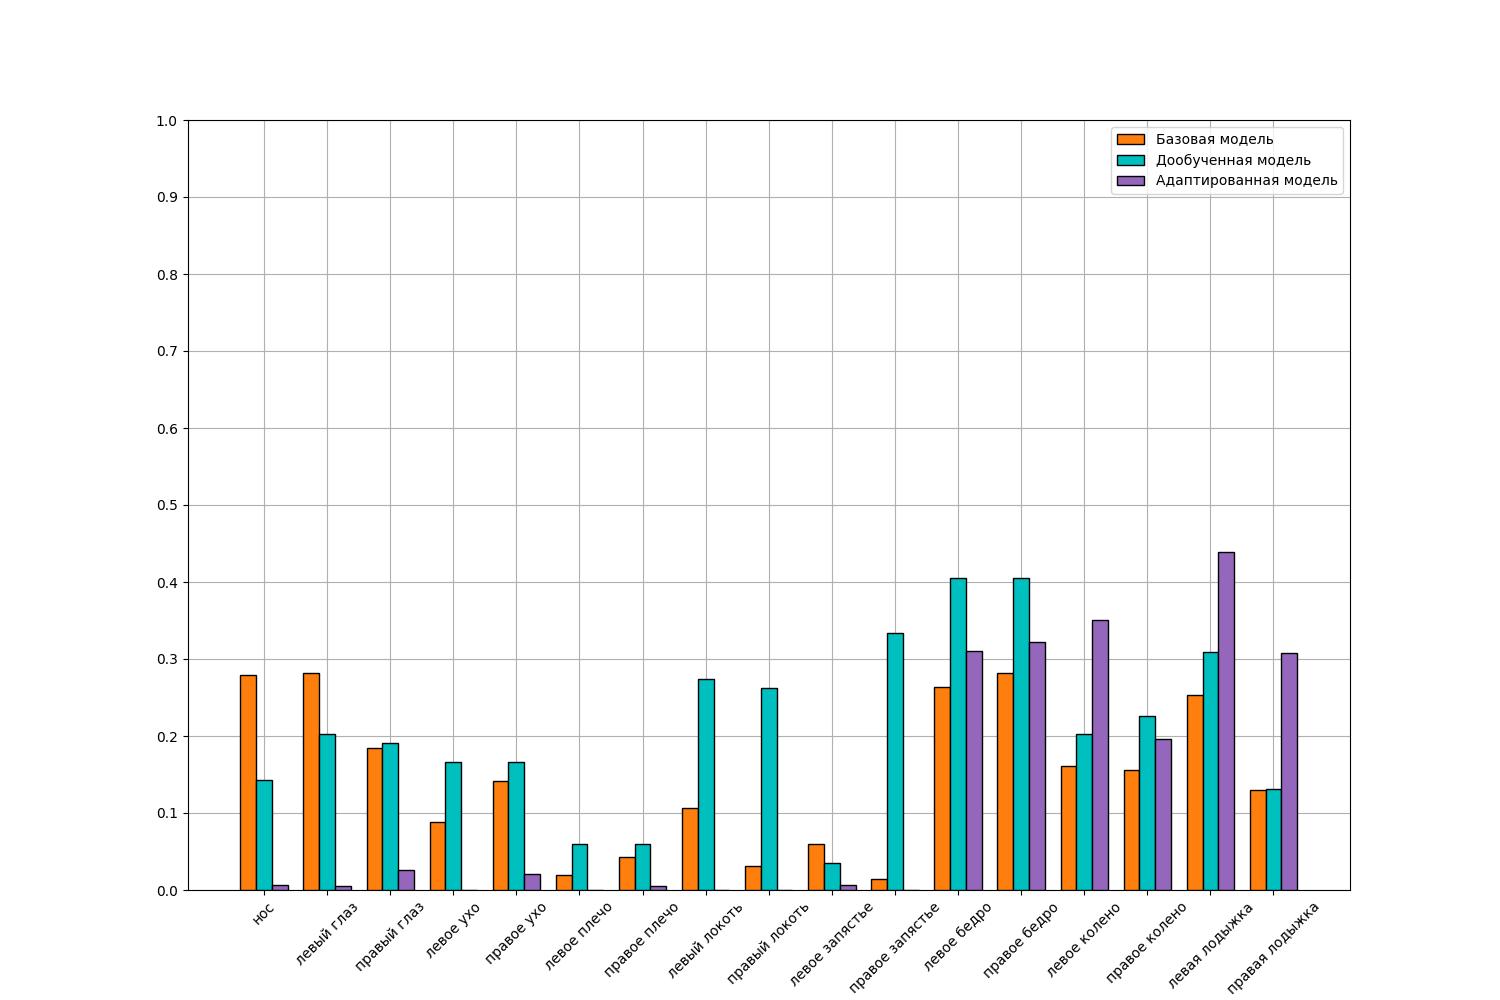 1.0
0.9
0.8
0.7
0.6
0.5
0.4
0.3
0.2
0.1
0.0
Базовая модель
Дообученная модель
Адаптированная модель
нос
левый глаз
правый глаз
левое ухо
правое ухо
левое плечо
правое плечо
левый локоть
правый локоть
левое запястье
правое запястье
левое бедро
правое бедро
левое колено
правое колено
левая лодыжка
правая лодыжка